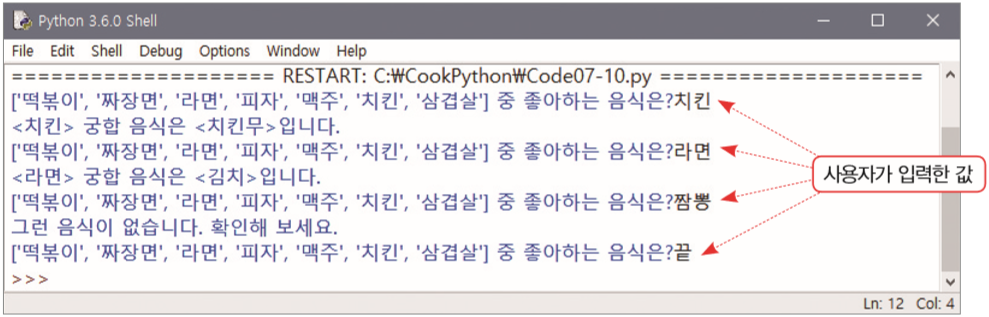 Python 3.6.0 Shell
File Edit Shell Debug Options Window Help
==================== RESTART: C:₩CookPython₩Code07-10.py ====================
['떡볶이', '짜장면', '라면', '피자', '맥주', '치킨', '삼겹살'] 중 좋아하는 음식은?치킨
<치킨> 궁합 음식은 <치킨무>입니다.
['떡볶이', '짜장면', '라면', '피자', '맥주', '치킨', '삼겹살'] 중 좋아하는 음식은?라면
<라면> 궁합 음식은 <김치>입니다.
사용자가 입력한 값
['떡볶이', '짜장면', '라면', '피자', '맥주', '치킨', '삼겹살'] 중 좋아하는 음식은?짬뽕
그런 음식이 없습니다. 확인해 보세요.
['떡볶이', '짜장면', '라면', '피자', '맥주', '치킨', '삼겹살'] 중 좋아하는 음식은?끝
>>>
Ln: 12 Col: 4